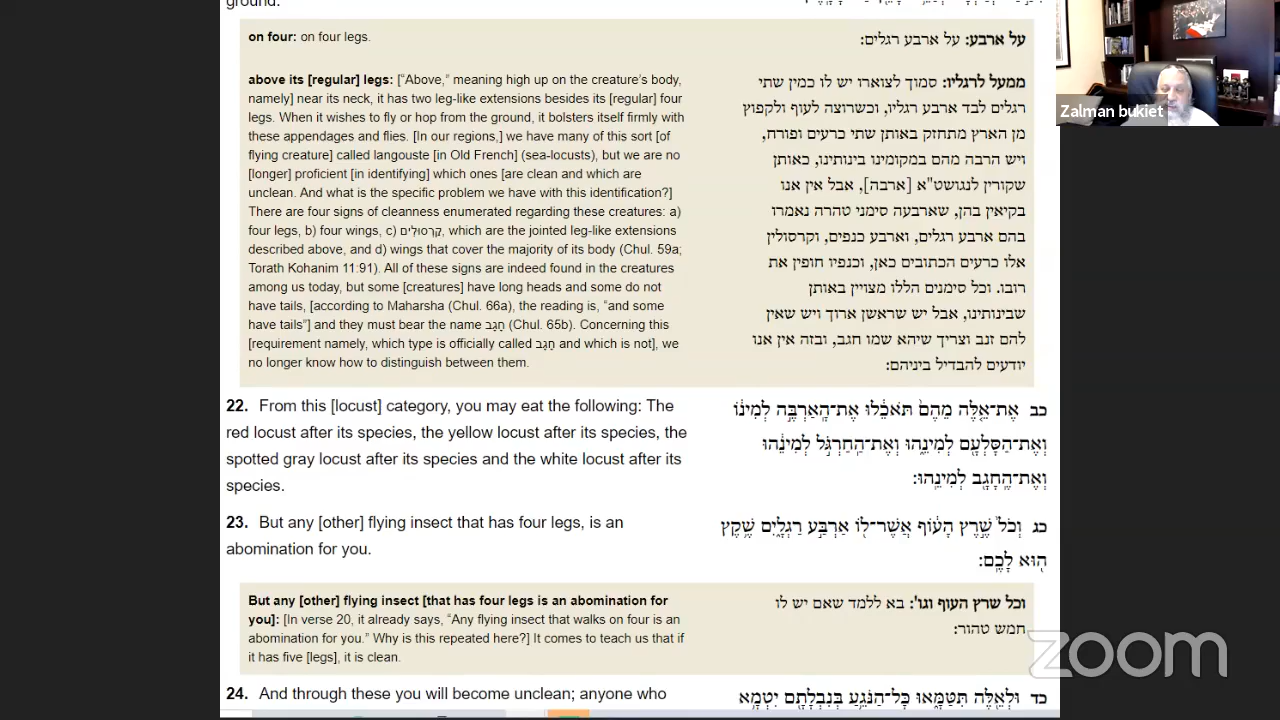 ground.
on four: on four legs.
above its [regular] legs: [“Above,” meaning high up on the creature’s body,
namely] near its neck, it has two leg-like extensions besides its [regular] four
legs. When it wishes to fly or hop from the ground, it bolsters itself firmly with
these appendages and flies. [In our regions,] we have many of this sort [of
flying creature] called langouste [in Old French] (sea-locusts), but we are no
[longer] proficient [in identifying] which ones [are clean and which are
unclean. And what is the specific problem we have with this identification?]
There are four signs of cleanness enumerated regarding these creatures: a)
four legs, b) four wings, c) קַרְסוּלַיִם, which are the jointed leg-like extensions
described above, and d) wings that cover the majority of its body (Chul. 59a;
Torath Kohanim 11:91). All of these signs are indeed found in the creatures
among us today, but some [creatures] have long heads and some do not
have tails, [according to Maharsha (Chul. 66a), the reading is, “and some
have tails”] and they must bear the name חָגָב (Chul. 65b). Concerning this
[requirement namely, which type is officially called חָגָב and which is not], we
no longer know how to distinguish between them.
על ארבע: על ארבע רגלים:
ממעל לרגליו: סמוך לצוארו יש לו כמין שתי
רגלים לבד ארבע רגליו, וכשרוצה לעוף ולקפוץ
מן הארץ מתחזק באותן שתי כרעים ופורח,
ויש הרבה מהם במקומינו בינותינו, כאותן
שקורין לנגושט"א [ארבה], אבל אין אנו
בקיאין בהן, שארבעה סימני טהרה נאמרו
בהם ארבע רגלים, וארבע כנפים, וקרסולין
אלו כרעים הכתובים כאן, וכנפיו חופין את
רובו. וכל סימנים הללו מצויין באותן
שבינותינו, אבל יש שראשן ארוך ויש שאין
להם זנב וצריך שיהא שמו חגב, ובזה אין אנו
יודעים להבדיל ביניהם:
22. From this [locust] category, you may eat the following: The
red locust after its species, the yellow locust after its species, the
spotted gray locust after its species and the white locust after its
species.
כב אֶת־אֵ֤לֶּה מֵהֶם֙ תֹּאכֵ֔לוּ אֶת־הָֽאַרְבֶּ֣ה לְמִינ֔וֹ
וְאֶת־הַסָּלְעָ֖ם לְמִינֵ֑הוּ וְאֶת־הַֽחַרְגֹּ֣ל לְמִינֵ֔הוּ
וְאֶת־הֶֽחָגָ֖ב לְמִינֵֽהוּ:
23. But any [other] flying insect that has four legs, is an
abomination for you.
כג וְכֹל֙ שֶׁ֣רֶץ הָע֔וֹף אֲשֶׁר־ל֖וֹ אַרְבַּ֣ע רַגְלָ֑יִם שֶׁ֥קֶץ
ה֖וּא לָכֶֽם:
But any [other] flying insect [that has four legs is an abomination for
you]: [In verse 20, it already says, “Any flying insect that walks on four is an
abomination for you.” Why is this repeated here?] It comes to teach us that if
it has five [legs], it is clean.
וכל שרץ העוף וגו': בא ללמד שאם יש לו
חמש טהור:
24. And through these you will become unclean; anyone who
כד וּלְאֵ֖לֶּה תִּטַּמָּ֑אוּ כָּל־הַנֹּגֵ֥עַ בְּנִבְלָתָ֖ם יִטְמָ֥א
Zalman bukiet
zoom